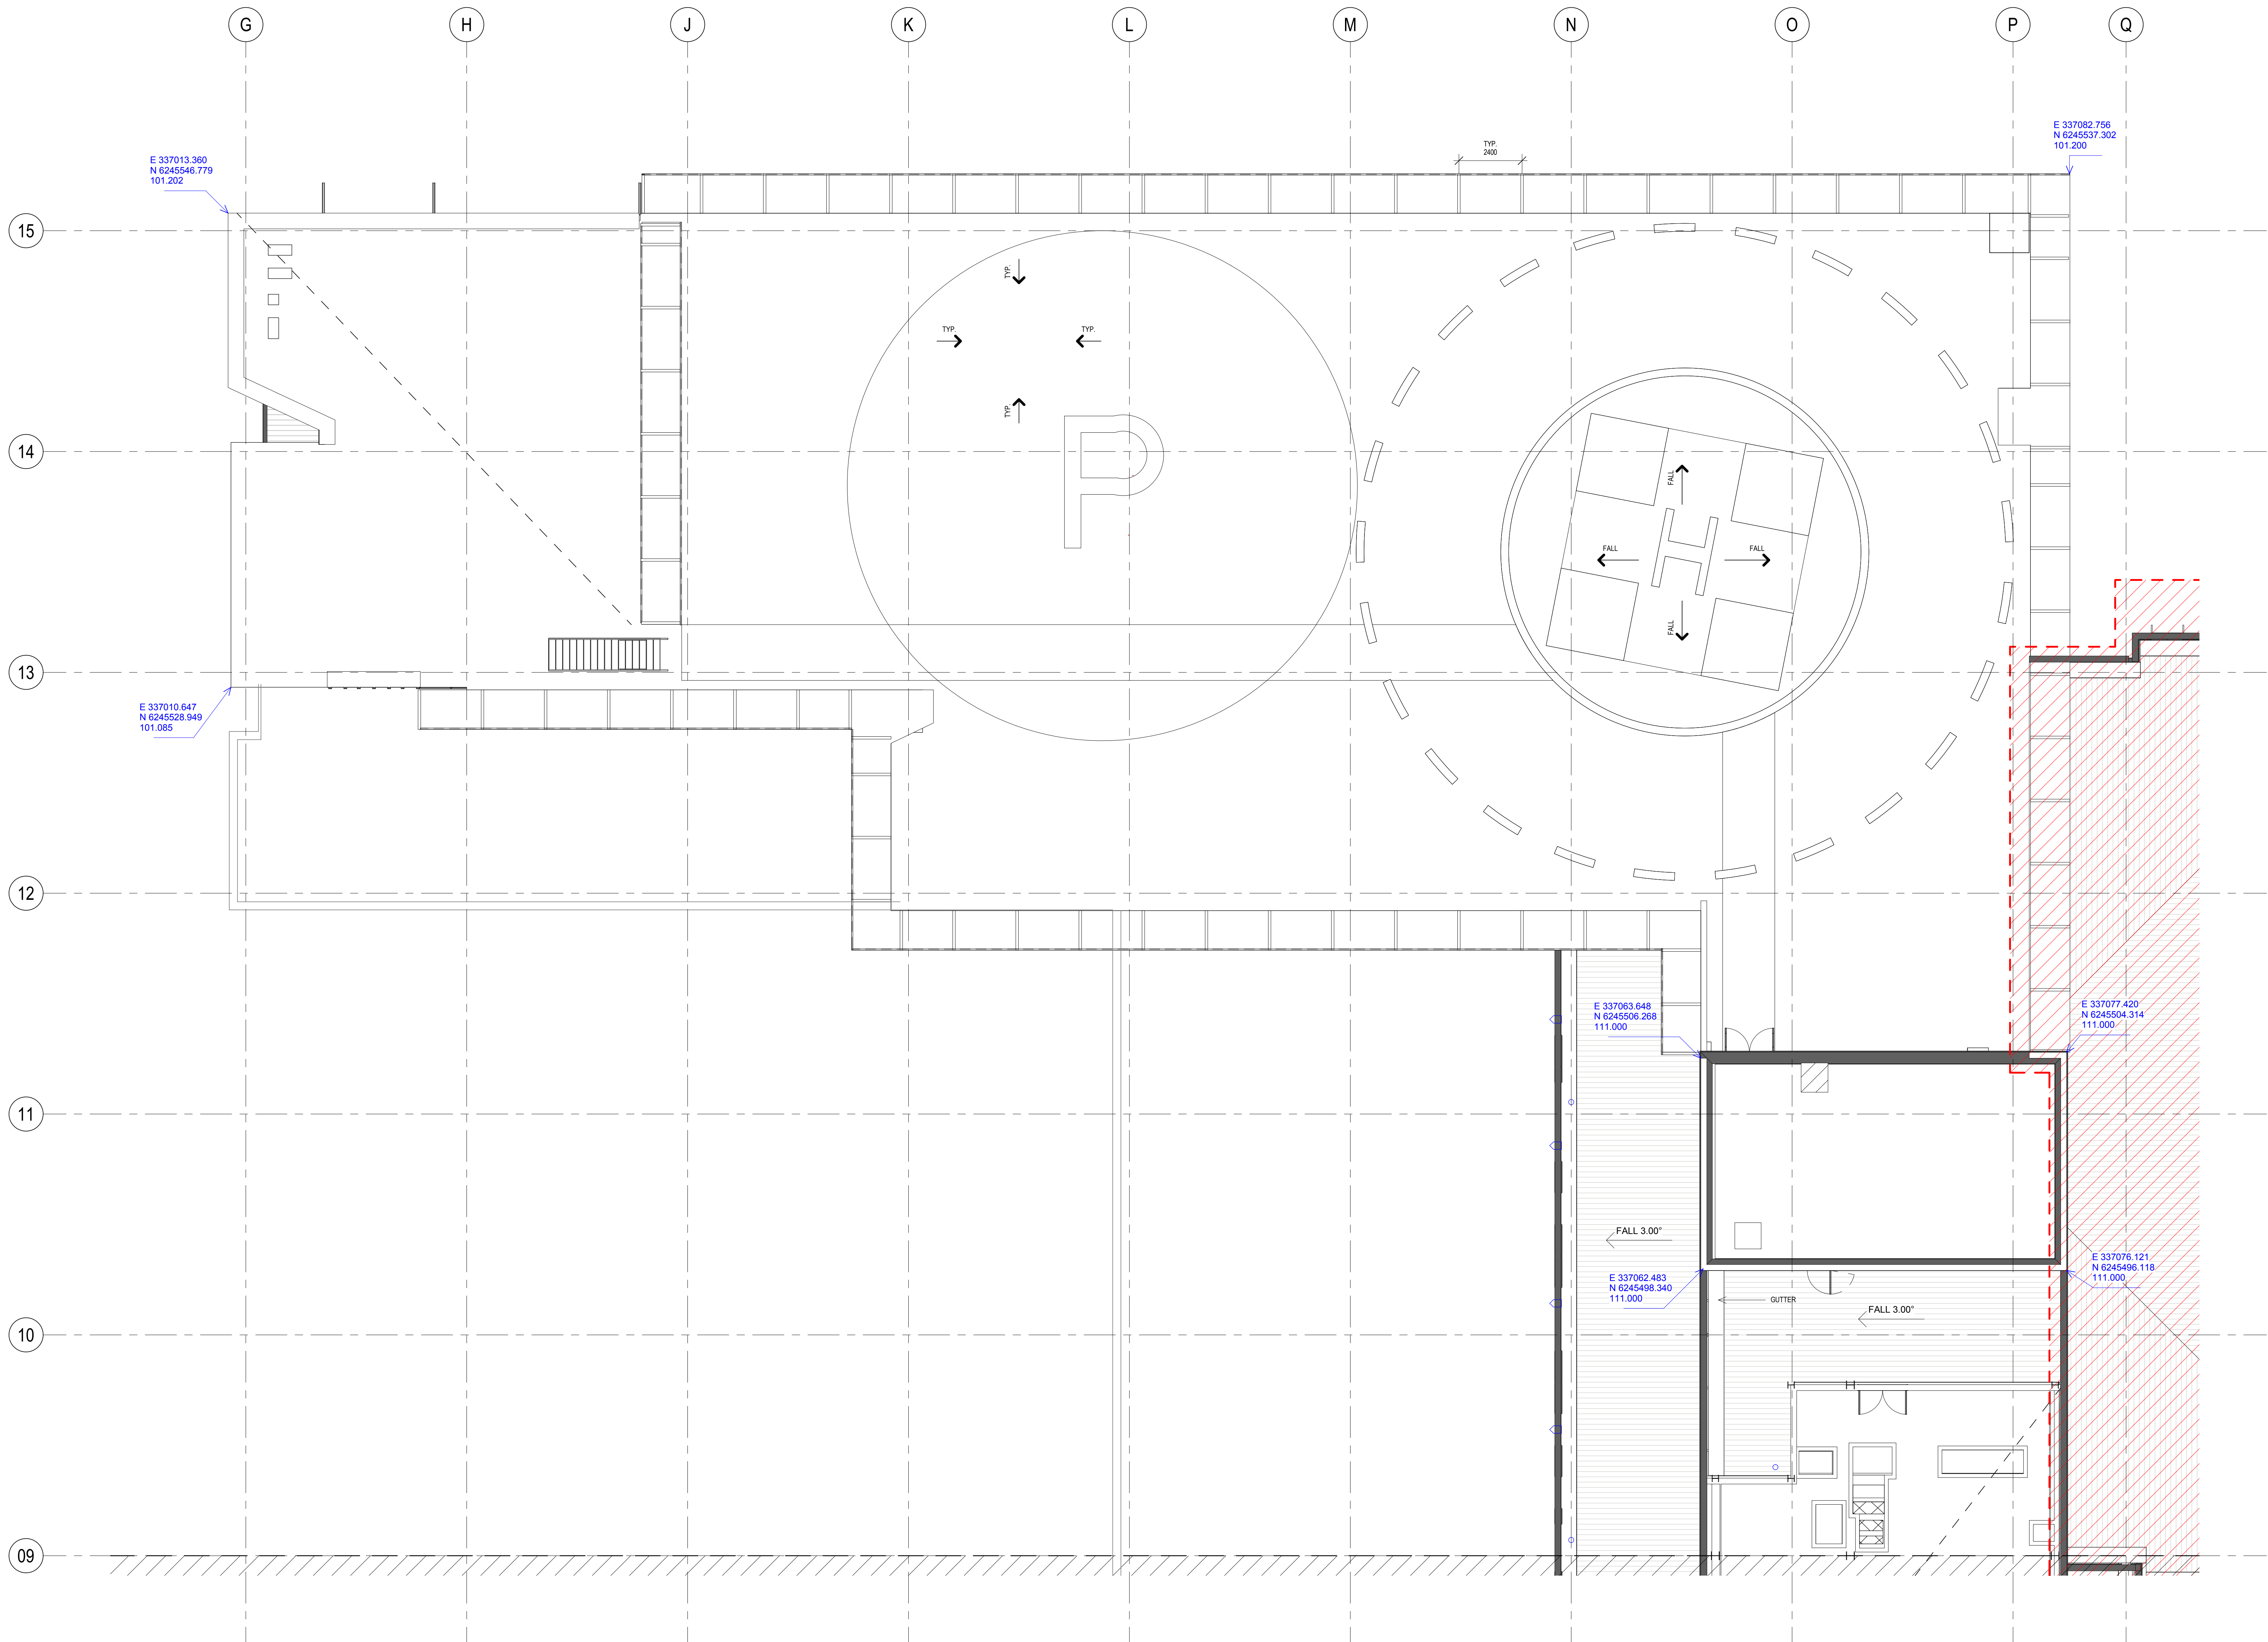 G
H
J
K
L
M
N
O
P
Q
E 337082.756
N 6245537.302
101.200
TYP.
2400
E 337013.360
N 6245546.779
101.202
15
TYP.
TYP.
TYP.
TYP.
P
14
FALL
FALL
FALL
H
FALL
13
E 337010.647
N 6245528.949
101.085
12
E 337063.648
N 6245506.268
111.000
E 337077.420
N 6245504.314
111.000
11
FALL 3.00°
E 337076.121
N 6245496.118
111.000
E 337062.483
N 6245498.340
111.000
GUTTER
FALL 3.00°
10
09